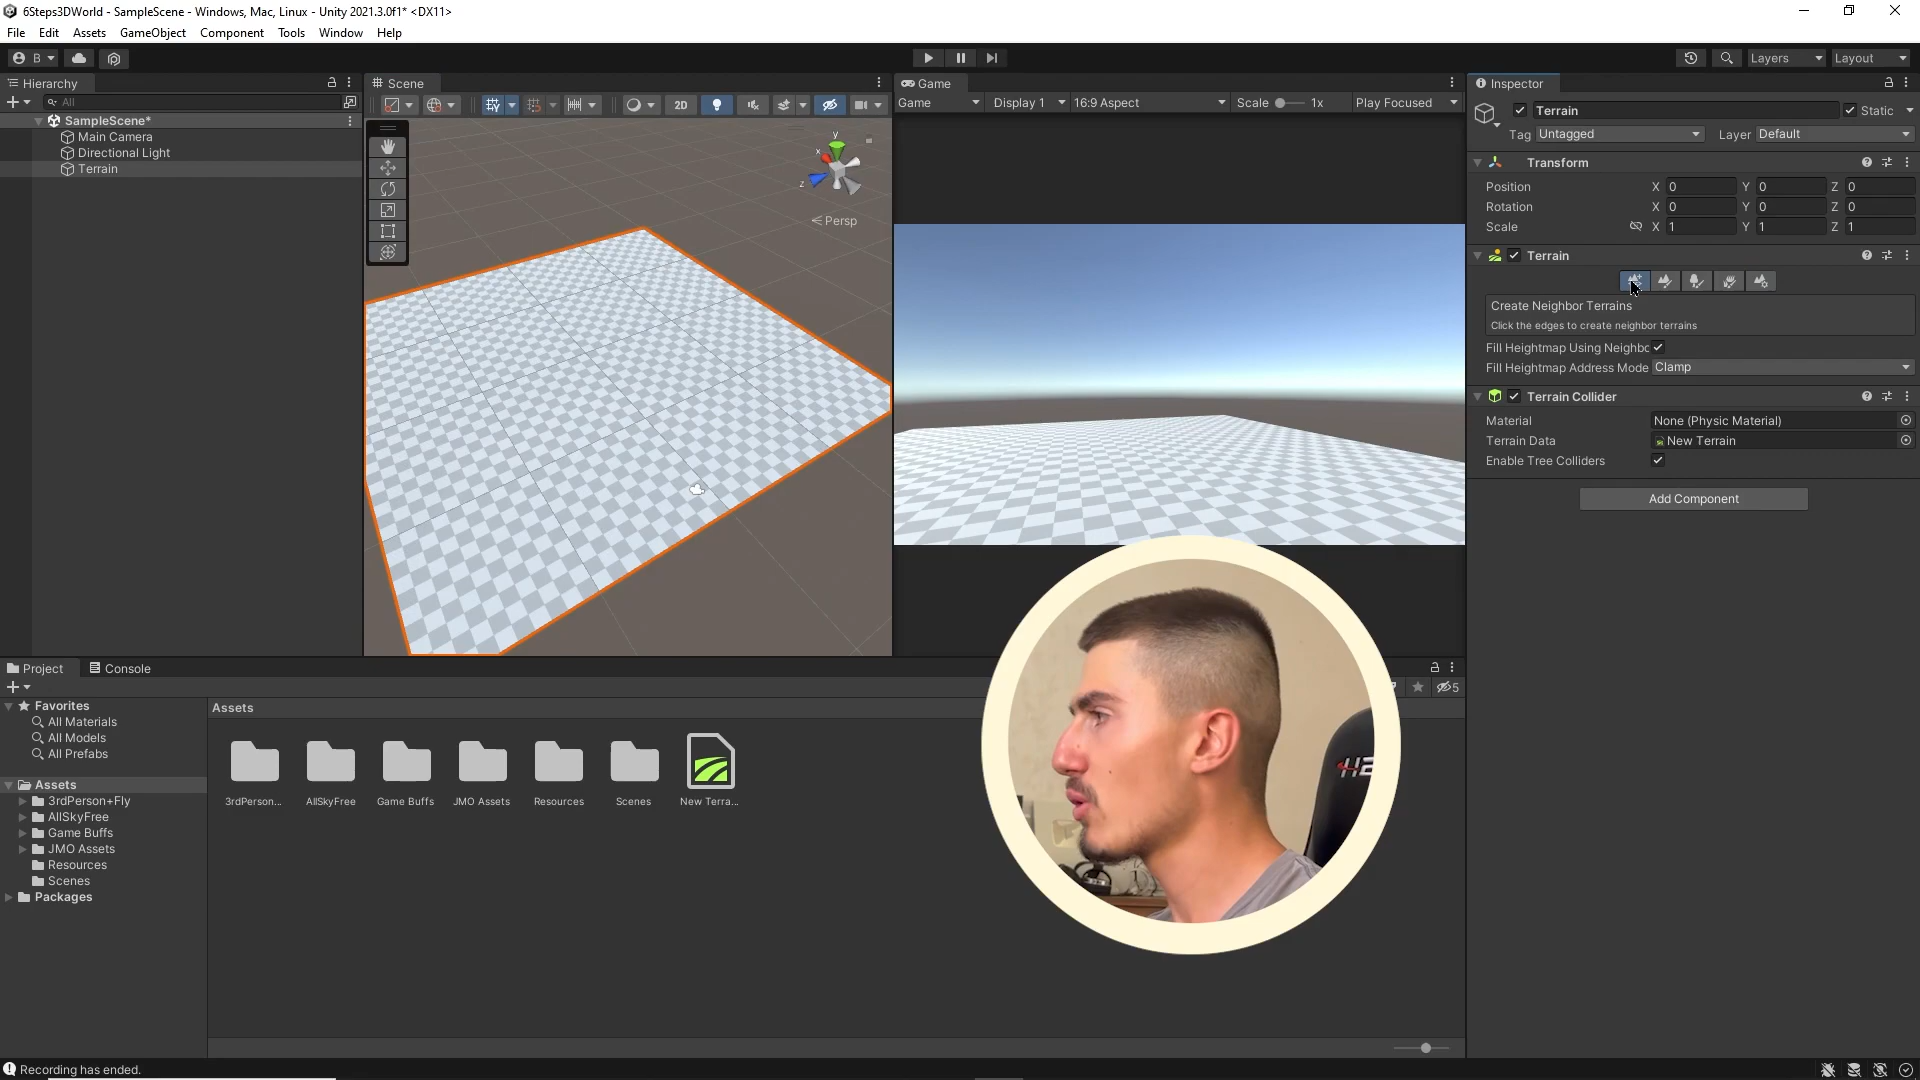 6Steps3DWorld - SampleScene - Windows, Mac, Linux - Unity 2021.3.0f1* <DX11>
File Edit Assets GameObject Component Tools Window Help
B
Layers
Layout
Hierarchy
All
SampleScene*
Main Camera
Directional Light
Terrain
Scene
2D
y
x
z
Persp
Game
Game Display 1 16:9 Aspect Scale 1x Play Focused
Inspector
Terrain Static
Tag Untagged Layer Default
Transform
Position X 0 Y 0 Z 0
Rotation X 0 Y 0 Z 0
Scale X 1 Y 1 Z 1
Terrain
Create Neighbor Terrains
Click the edges to create neighbor terrains
Fill Heightmap Using Neighbo
Fill Heightmap Address Mode Clamp
Terrain Collider
Material None (Physic Material)
Terrain Data New Terrain
Enable Tree Colliders
Add Component
Project Console
5
Favorites
All Materials
All Models
All Prefabs
Assets
3rdPerson+Fly
AllSkyFree
Game Buffs
JMO Assets
Resources
Scenes
Packages
Assets
3rdPerson... AllSkyFree Game Buffs JMO Assets Resources Scenes New Terra...
Recording has ended.